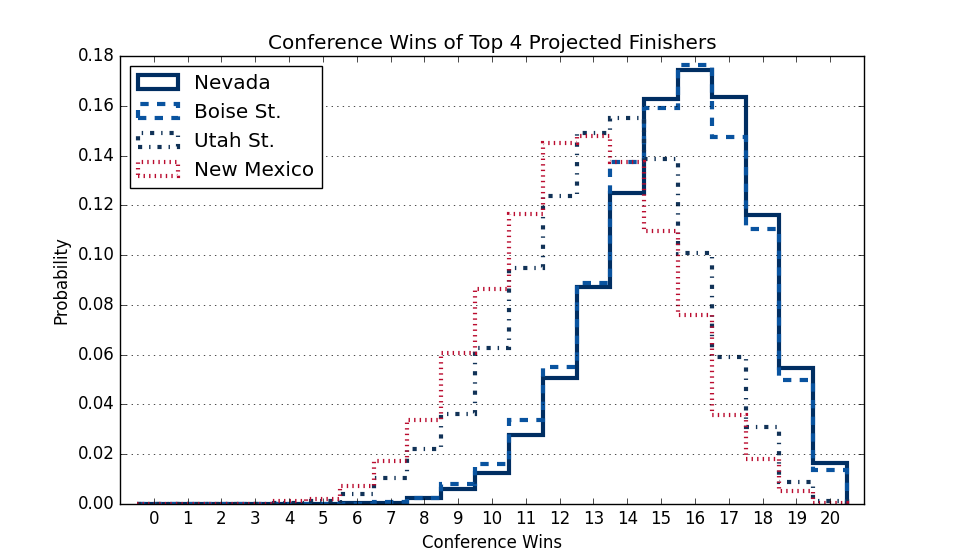 Conference Wins of Top 4 Projected Finishers
0.18
0.16
0.14
0.12
0.10
0.08
0.06
0.04
0.02
0.00
Probability
Nevada
Boise St.
Utah St.
New Mexico
0 1 2 3 4 5 6 7 8 9 10 11 12 13 14 15 16 17 18 19 20
Conference Wins